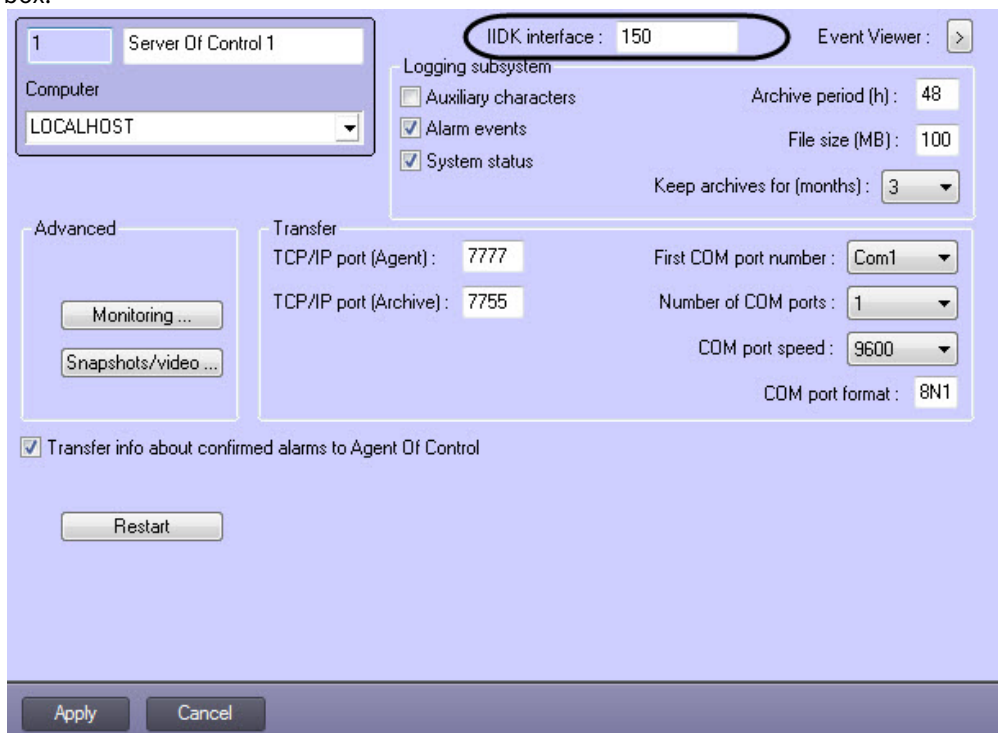 box.
1 Server Of Control 1
IIDK interface : 150
Event Viewer : >
Computer
LOCALHOST
Logging subsystem
Auxiliary characters
Alarm events
System status
Archive period (h) : 48
File size (MB) : 100
Keep archives for (months) : 3
Advanced
Monitoring ...
Snapshots/video ...
Transfer
TCP/IP port (Agent) : 7777
TCP/IP port (Archive) : 7755
First COM port number : Com1
Number of COM ports : 1
COM port speed : 9600
COM port format : 8N1
Transfer info about confirmed alarms to Agent Of Control
Restart
Apply Cancel